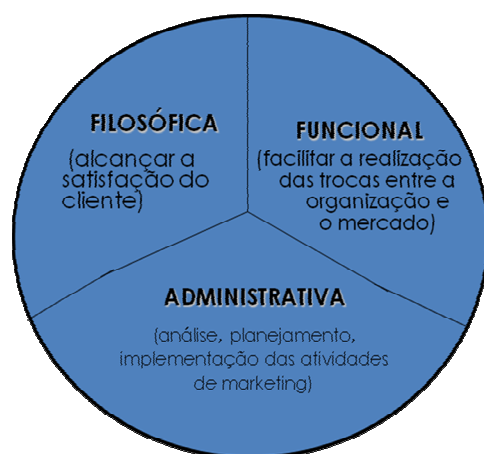 FILOSÓFICA
(alcançar a
satisfação do
cliente)
FUNCIONAL
(facilitar a realização
das trocas entre a
organização e
o mercado)
ADMINISTRATIVA
(análise, planejamento,
implementação das atividades
de marketing)